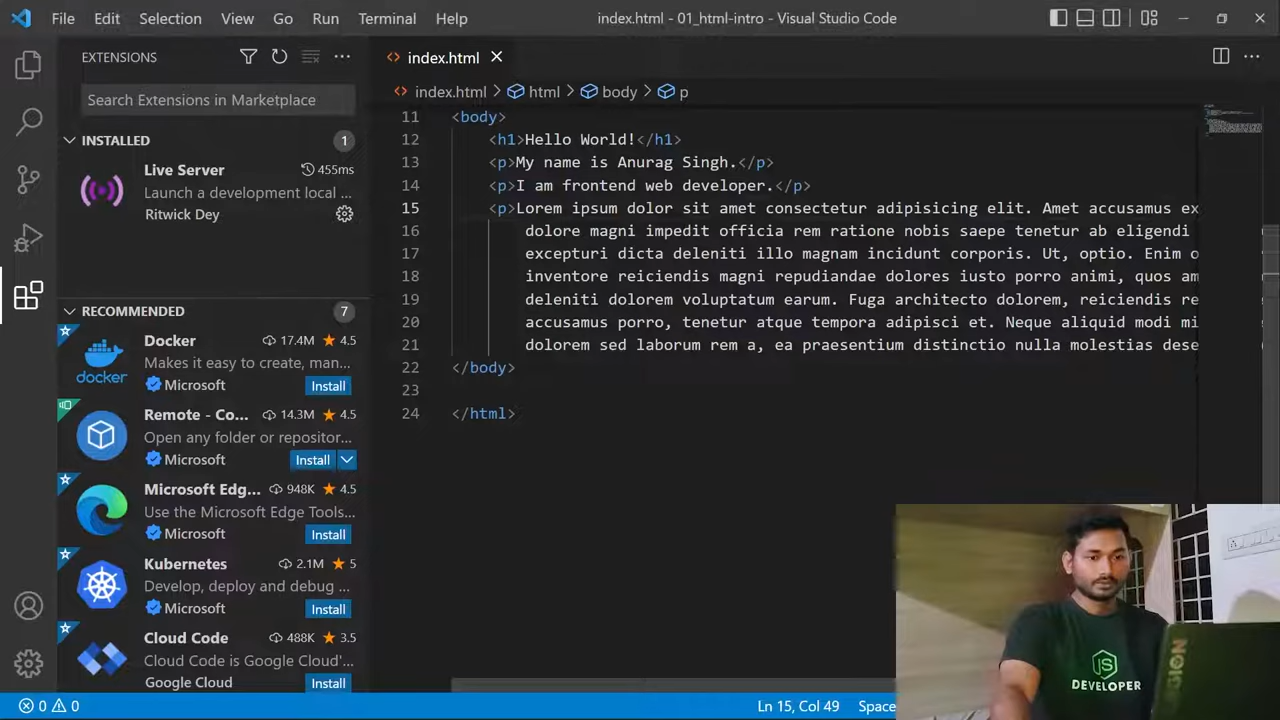 File Edit Selection View Go Run Terminal Help
index.html - 01_html-intro - Visual Studio Code
EXTENSIONS
Search Extensions in Marketplace
INSTALLED 1
Live Server 455ms
Launch a development local ...
Ritwick Dey
RECOMMENDED 7
Docker 17.4M ★ 4.5
Makes it easy to create, man...
Microsoft Install
Remote - Co... 14.3M ★ 4.5
Open any folder or repositor...
Microsoft Install
Microsoft Edg... 948K ★ 4.5
Use the Microsoft Edge Tools...
Microsoft Install
Kubernetes 2.1M ★ 5
Develop, deploy and debug ...
Microsoft Install
Cloud Code 488K ★ 3.5
Cloud Code is Google Cloud'...
Google Cloud Install
index.html
index.html > html > body > p
11 <body>
12 <h1>Hello World!</h1>
13 <p>My name is Anurag Singh.</p>
14 <p>I am frontend web developer.</p>
15 <p>Lorem ipsum dolor sit amet consectetur adipisicing elit. Amet accusamus ex
16 dolore magni impedit officia rem ratione nobis saepe tenetur ab eligendi
17 excepturi dicta deleniti illo magnam incidunt corporis. Ut, optio. Enim o
18 inventore reiciendis magni repudiandae dolores iusto porro animi, quos am
19 deleniti dolorem voluptatum earum. Fuga architecto dolorem, reiciendis re
20 accusamus porro, tenetur atque tempora adipisci et. Neque aliquid modi mi
21 dolorem sed laborum rem a, ea praesentium distinctio nulla molestias dese
22 </body>
23
24 </html>
JS
DEVELOPER
LEGION
0 0
Ln 15, Col 49 Space